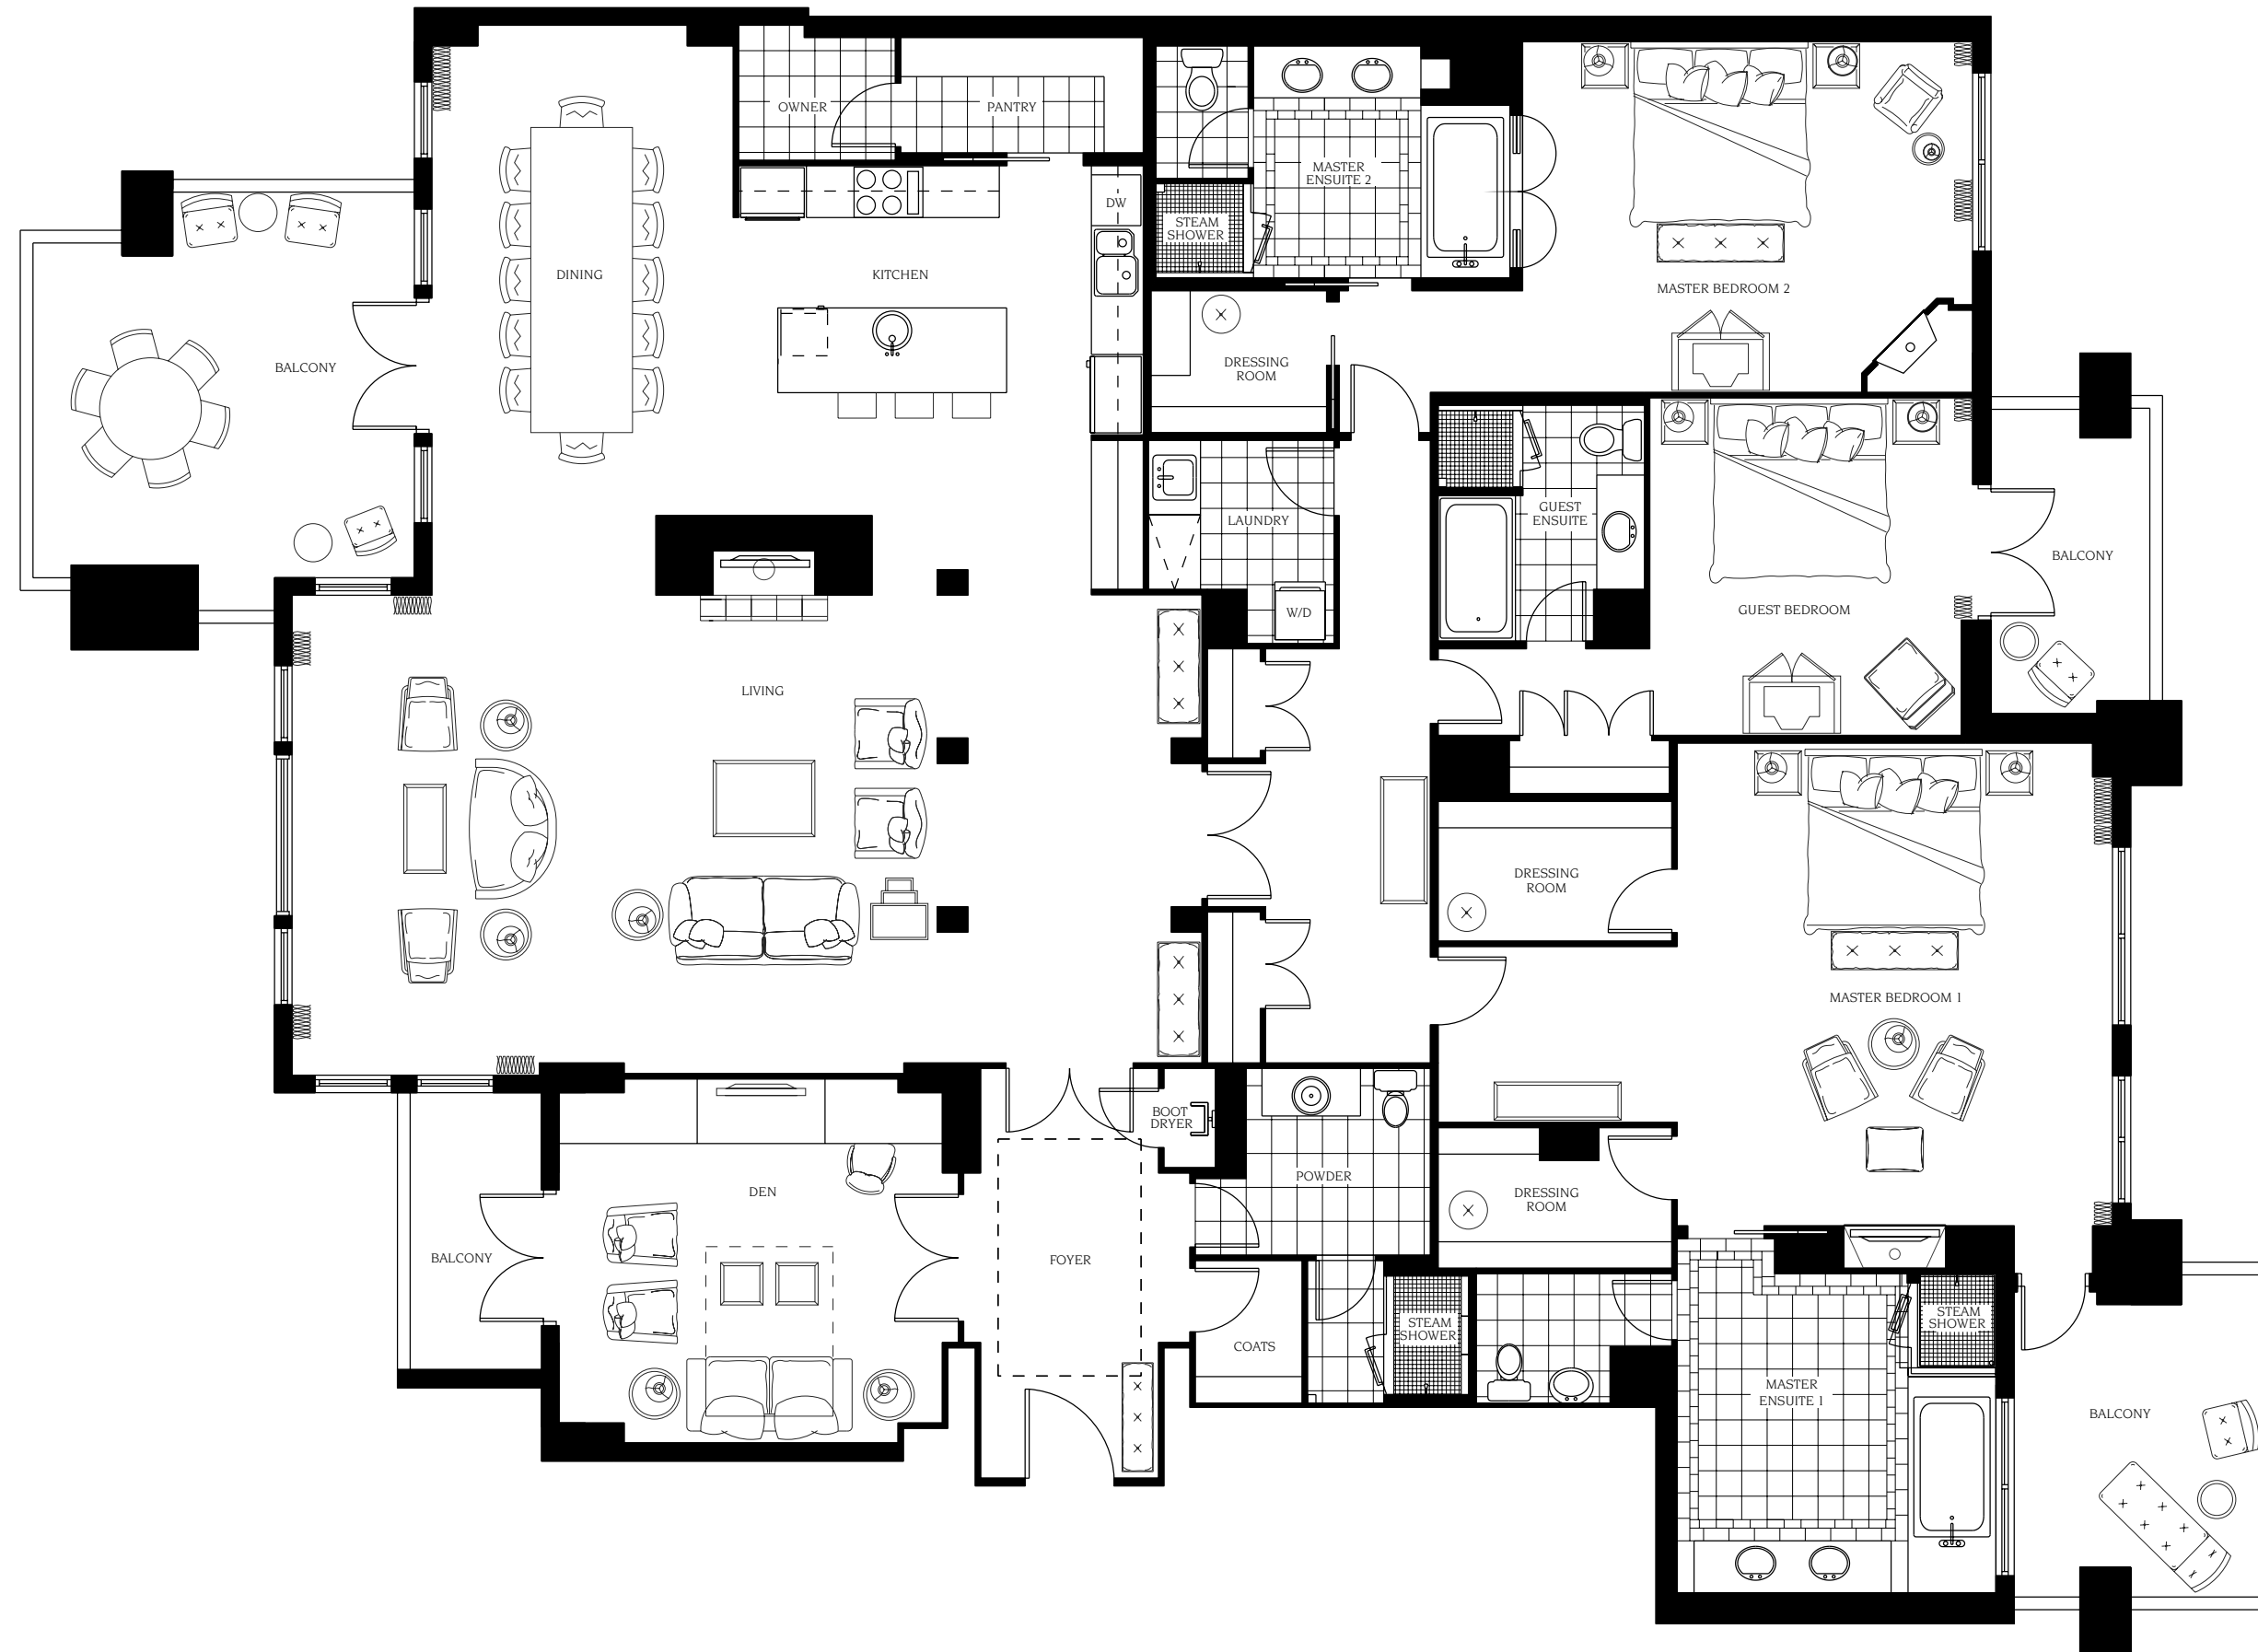 OWNER
PANTRY
MASTER
ENSUITE 2
DW
STEAM
SHOWER
DINING
KITCHEN
MASTER BEDROOM 2
BALCONY
DRESSING
ROOM
LAUNDRY
GUEST
ENSUITE
BALCONY
W/D
GUEST BEDROOM
LIVING
DRESSING
ROOM
MASTER BEDROOM 1
BOOT
DRYER
POWDER
DEN
DRESSING
ROOM
BALCONY
FOYER
COATS
STEAM
SHOWER
STEAM
SHOWER
MASTER
ENSUITE 1
BALCONY